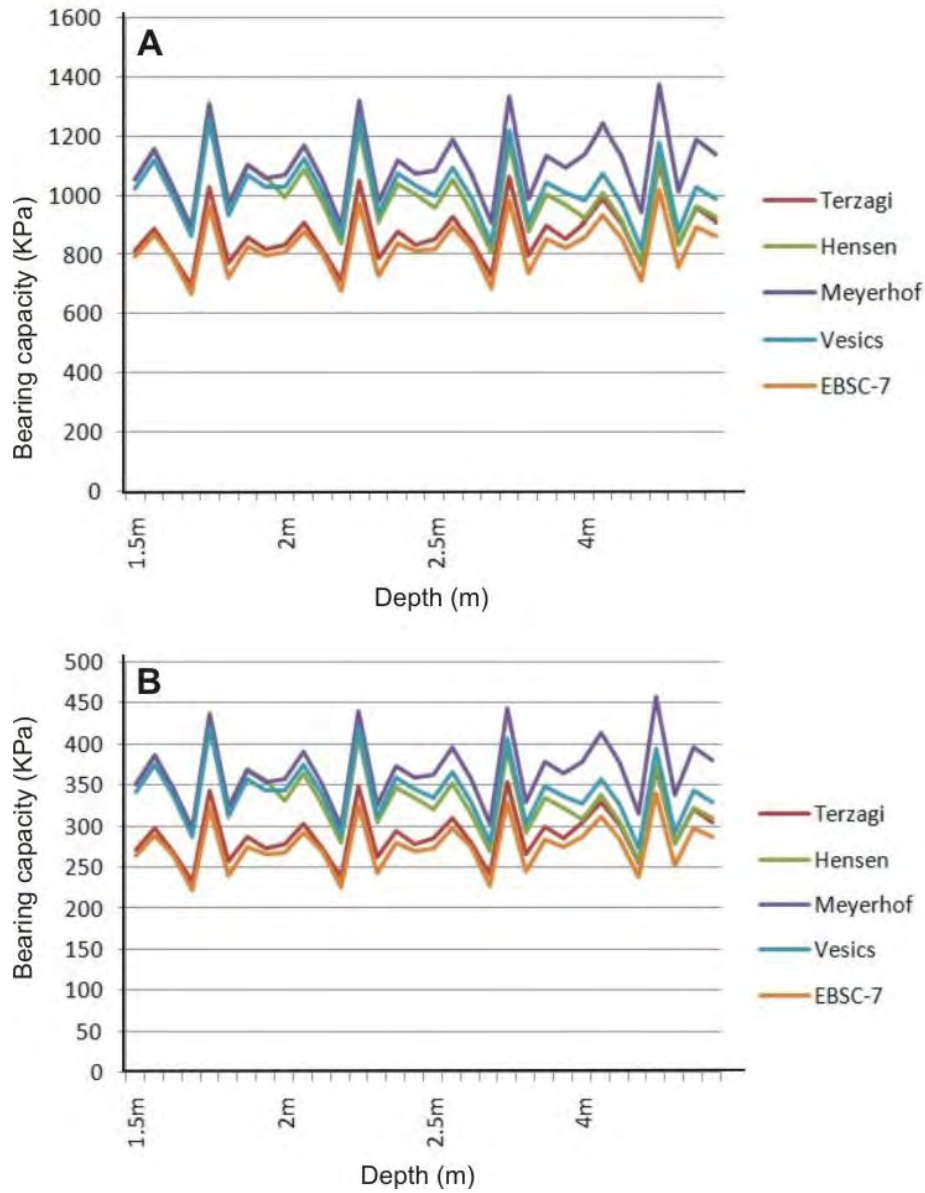 A
Bearing capacity (KPa)
1600
1400
1200
1000
800
600
400
200
0
1.5m
2m
2.5m
4m
Depth (m)
Terzagi
Hensen
Meyerhof
Vesics
EBSC-7
B
Bearing capacity (KPa)
500
450
400
350
300
250
200
150
100
50
0
1.5m
2m
2.5m
4m
Depth (m)
Terzagi
Hensen
Meyerhof
Vesics
EBSC-7